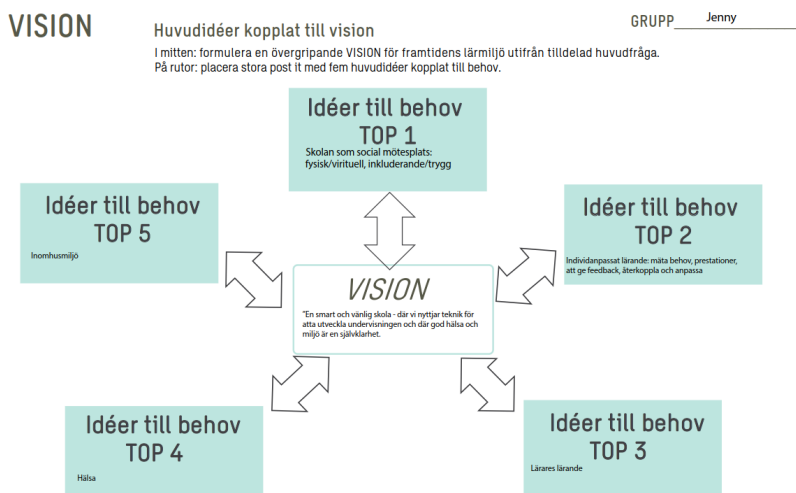 VISION
Huvudidéer kopplat till vision
GRUPP Jenny
I mitten: formulera en övergripande VISION för framtidens lärmiljö utifrån tilldelad huvudfråga.
På rutor: placera stora post it med fem huvudidéer kopplat till behov.
Idéer till behov
TOP 1
Skolan som social mötesplats:
fysisk/virituell, inkluderande/trygg
Idéer till behov
TOP 5
Inomhusmiljö
Idéer till behov
TOP 2
Individanpassat lärande: mäta behov, prestationer,
att ge feedback, återkoppla och anpassa
VISION
"En smart och vänlig skola - där vi nyttjar teknik för
atta utveckla undervisningen och där god hälsa och
miljö är en självklarhet.
Idéer till behov
TOP 4
Hälsa
Idéer till behov
TOP 3
Lärares lärande